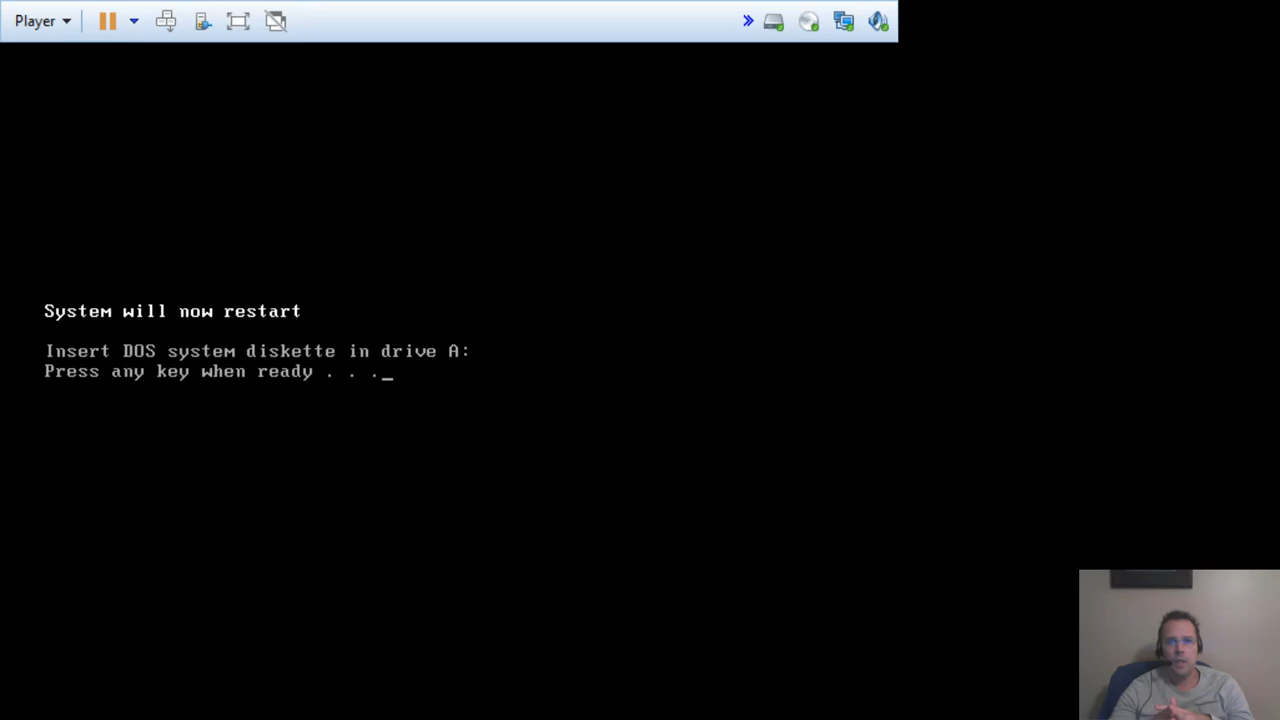 Player
System will now restart
Insert DOS system diskette in drive A:
Press any key when ready . . ._